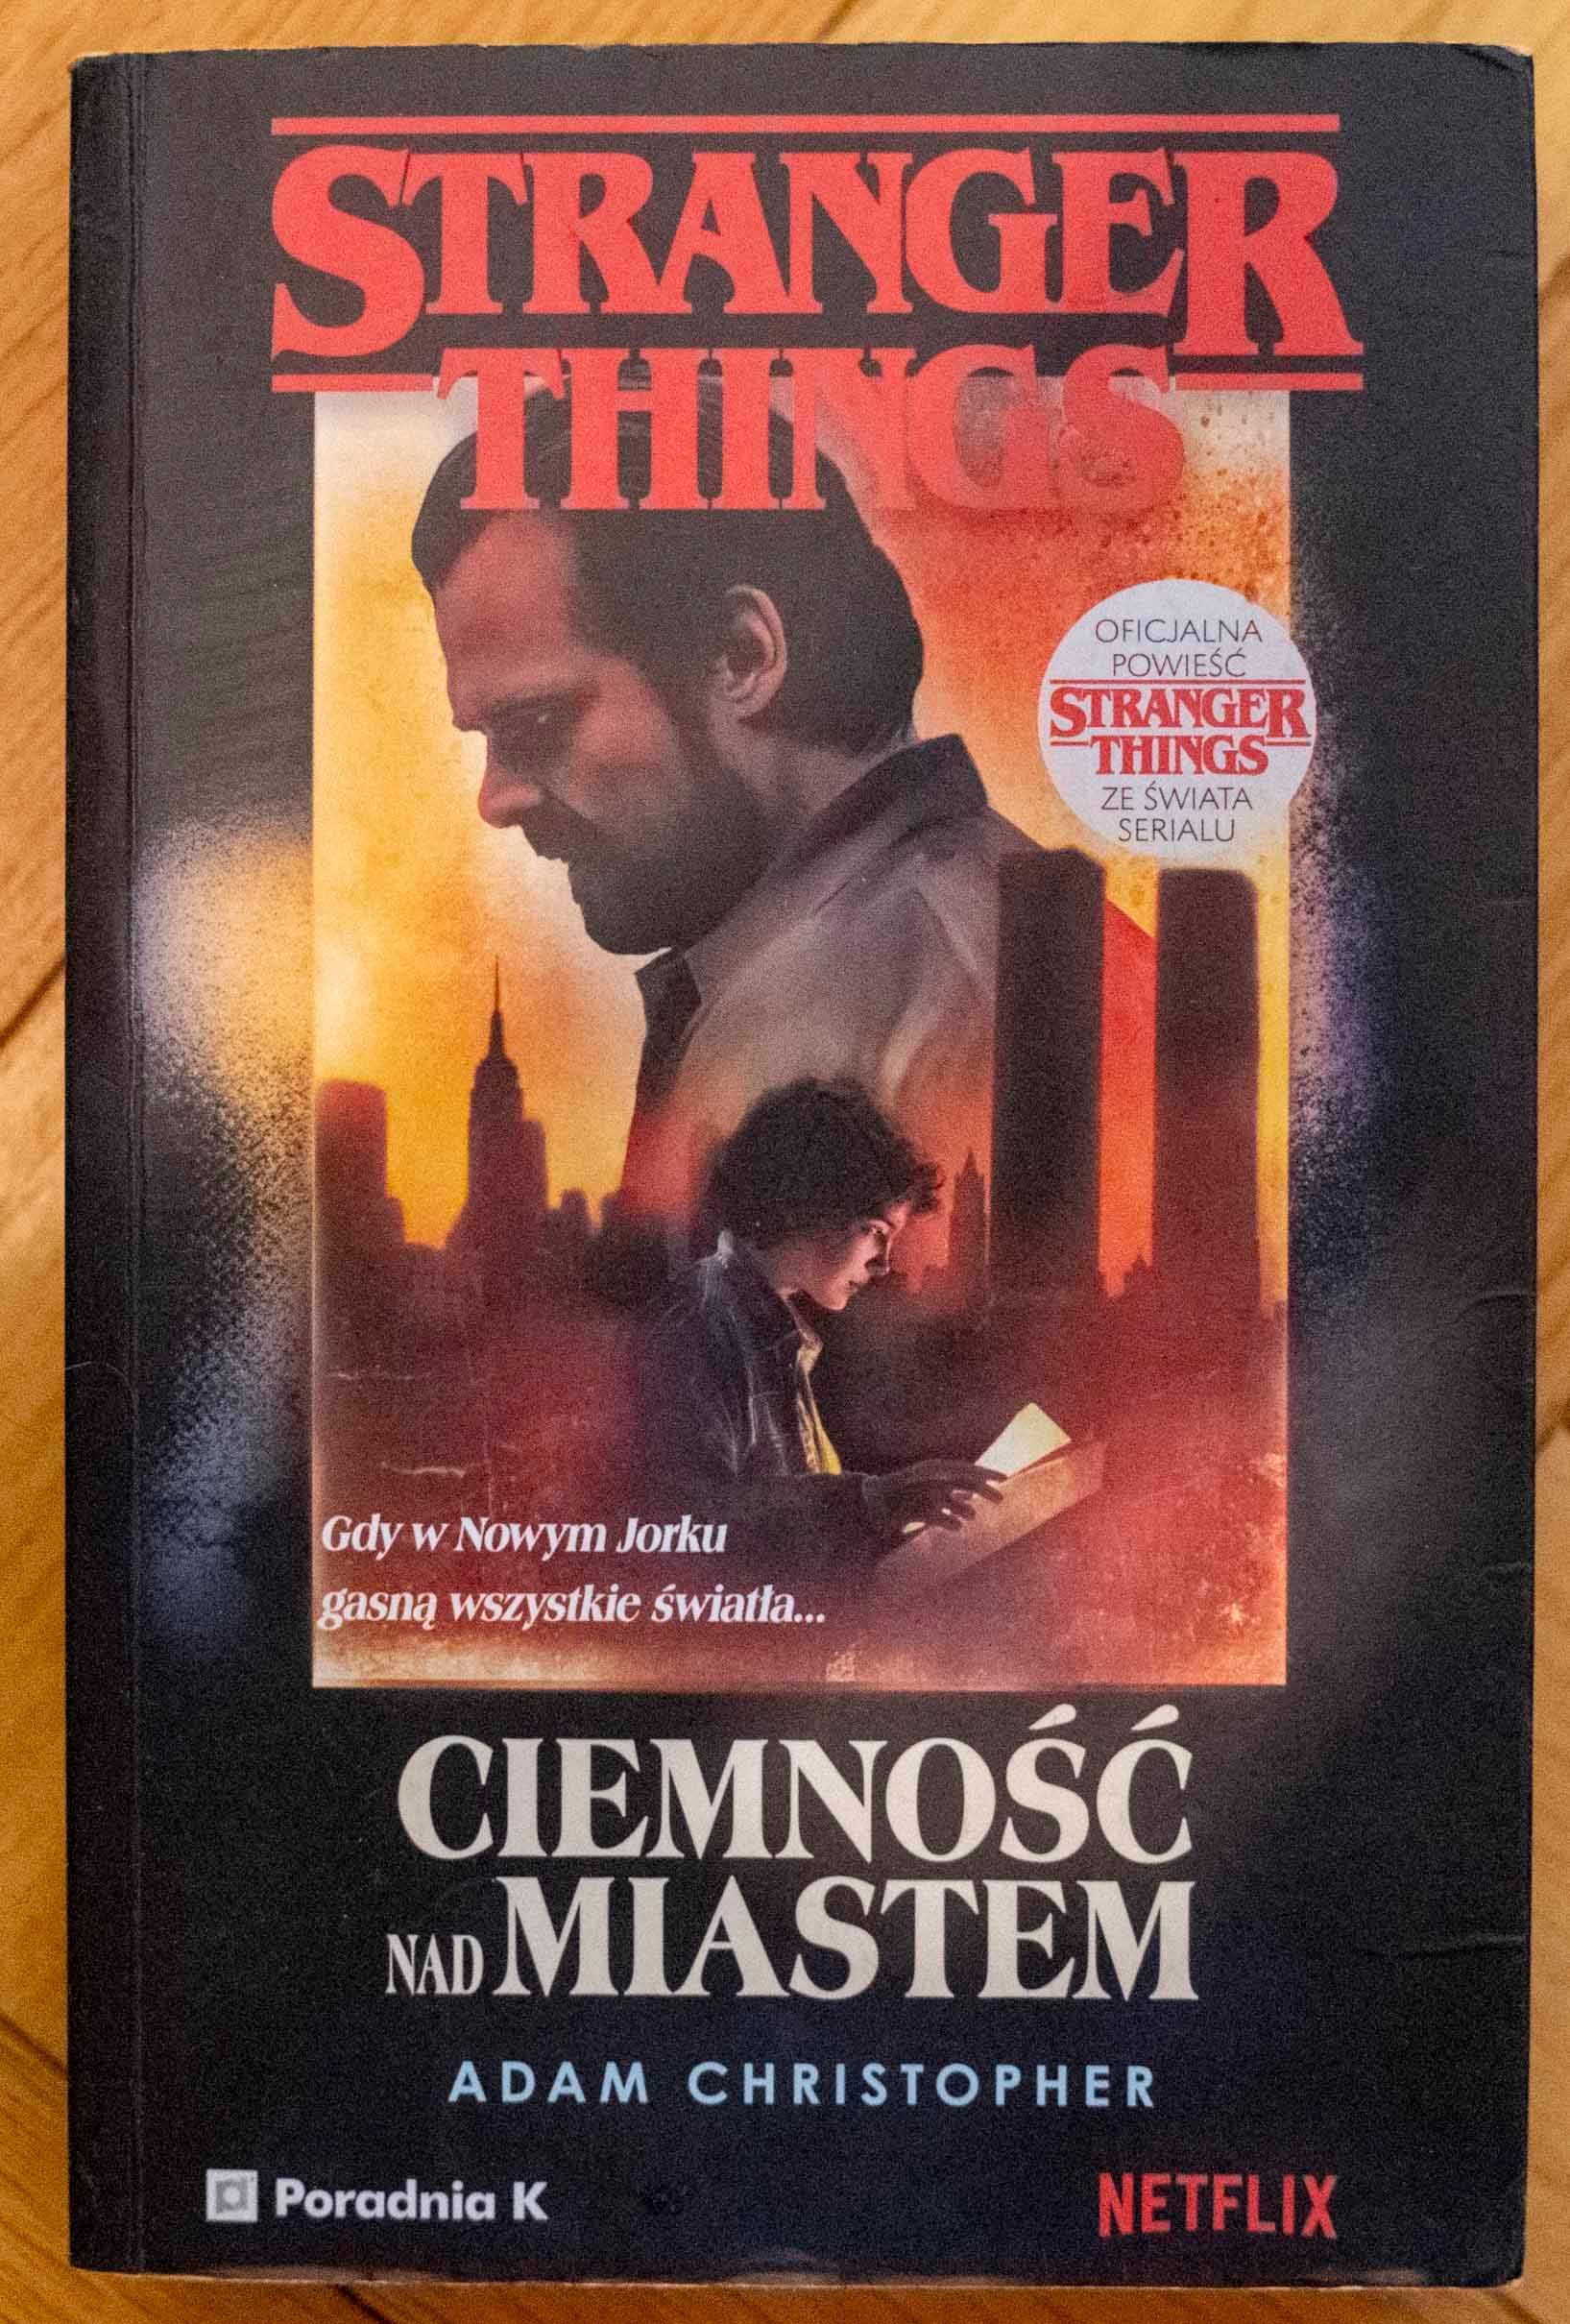 STRANGER
THINGS
OFICJALNA
POWIEŚĆ
STRANGER
THINGS
ZE ŚWIATA
SERIALU
Gdy w Nowym Jorku
gasną wszystkie światła...
CIEMNOŚĆ
NAD MIASTEM
ADAM CHRISTOPHER
Poradnia K
NETFLIX